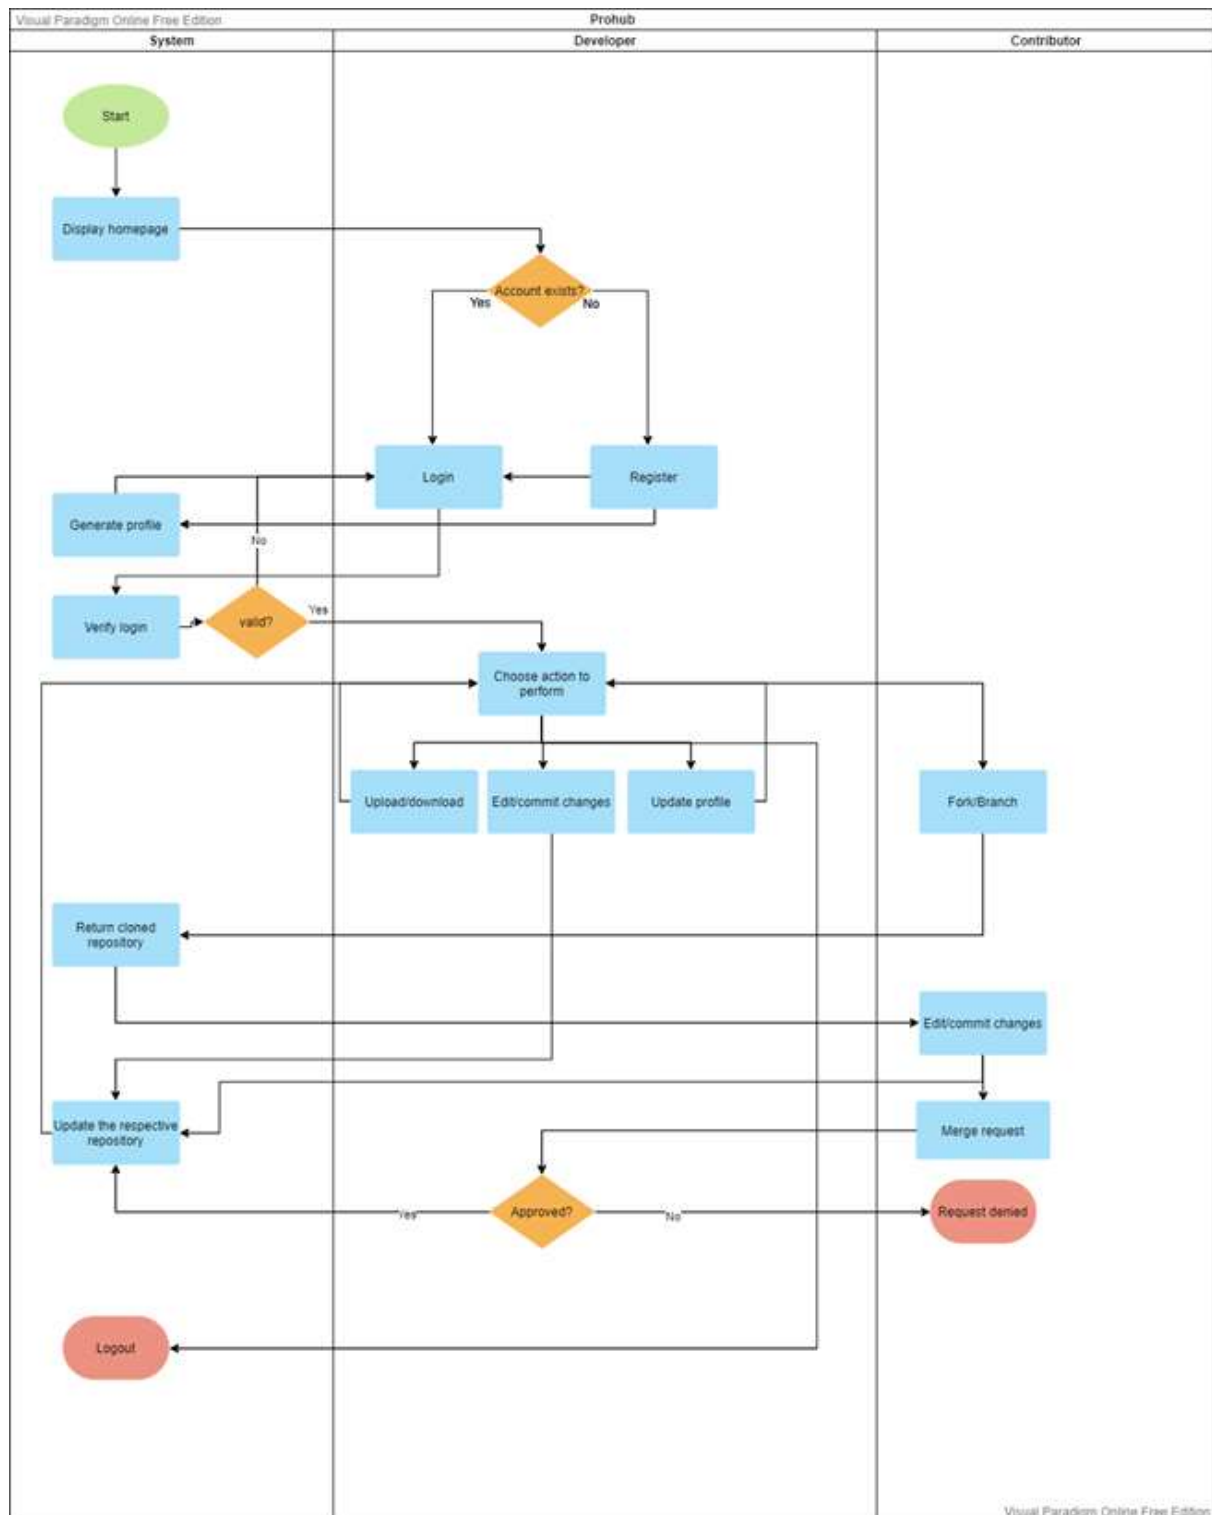 Visual Paradigm Online Free Edition
Prohub
System
Developer
Contributor
Start
Display homepage
Account exists?
Yes
No
Login
Register
Generate profile
No
Verify login
valid?
Yes
Choose action to
perform
Upload/download
Edit/commit changes
Update profile
Fork/Branch
Return cloned
repository
Edit/commit changes
Update the respective
repository
Merge request
Approved?
Yes
No
Request denied
Logout
Visual Paradigm Online Free Edition